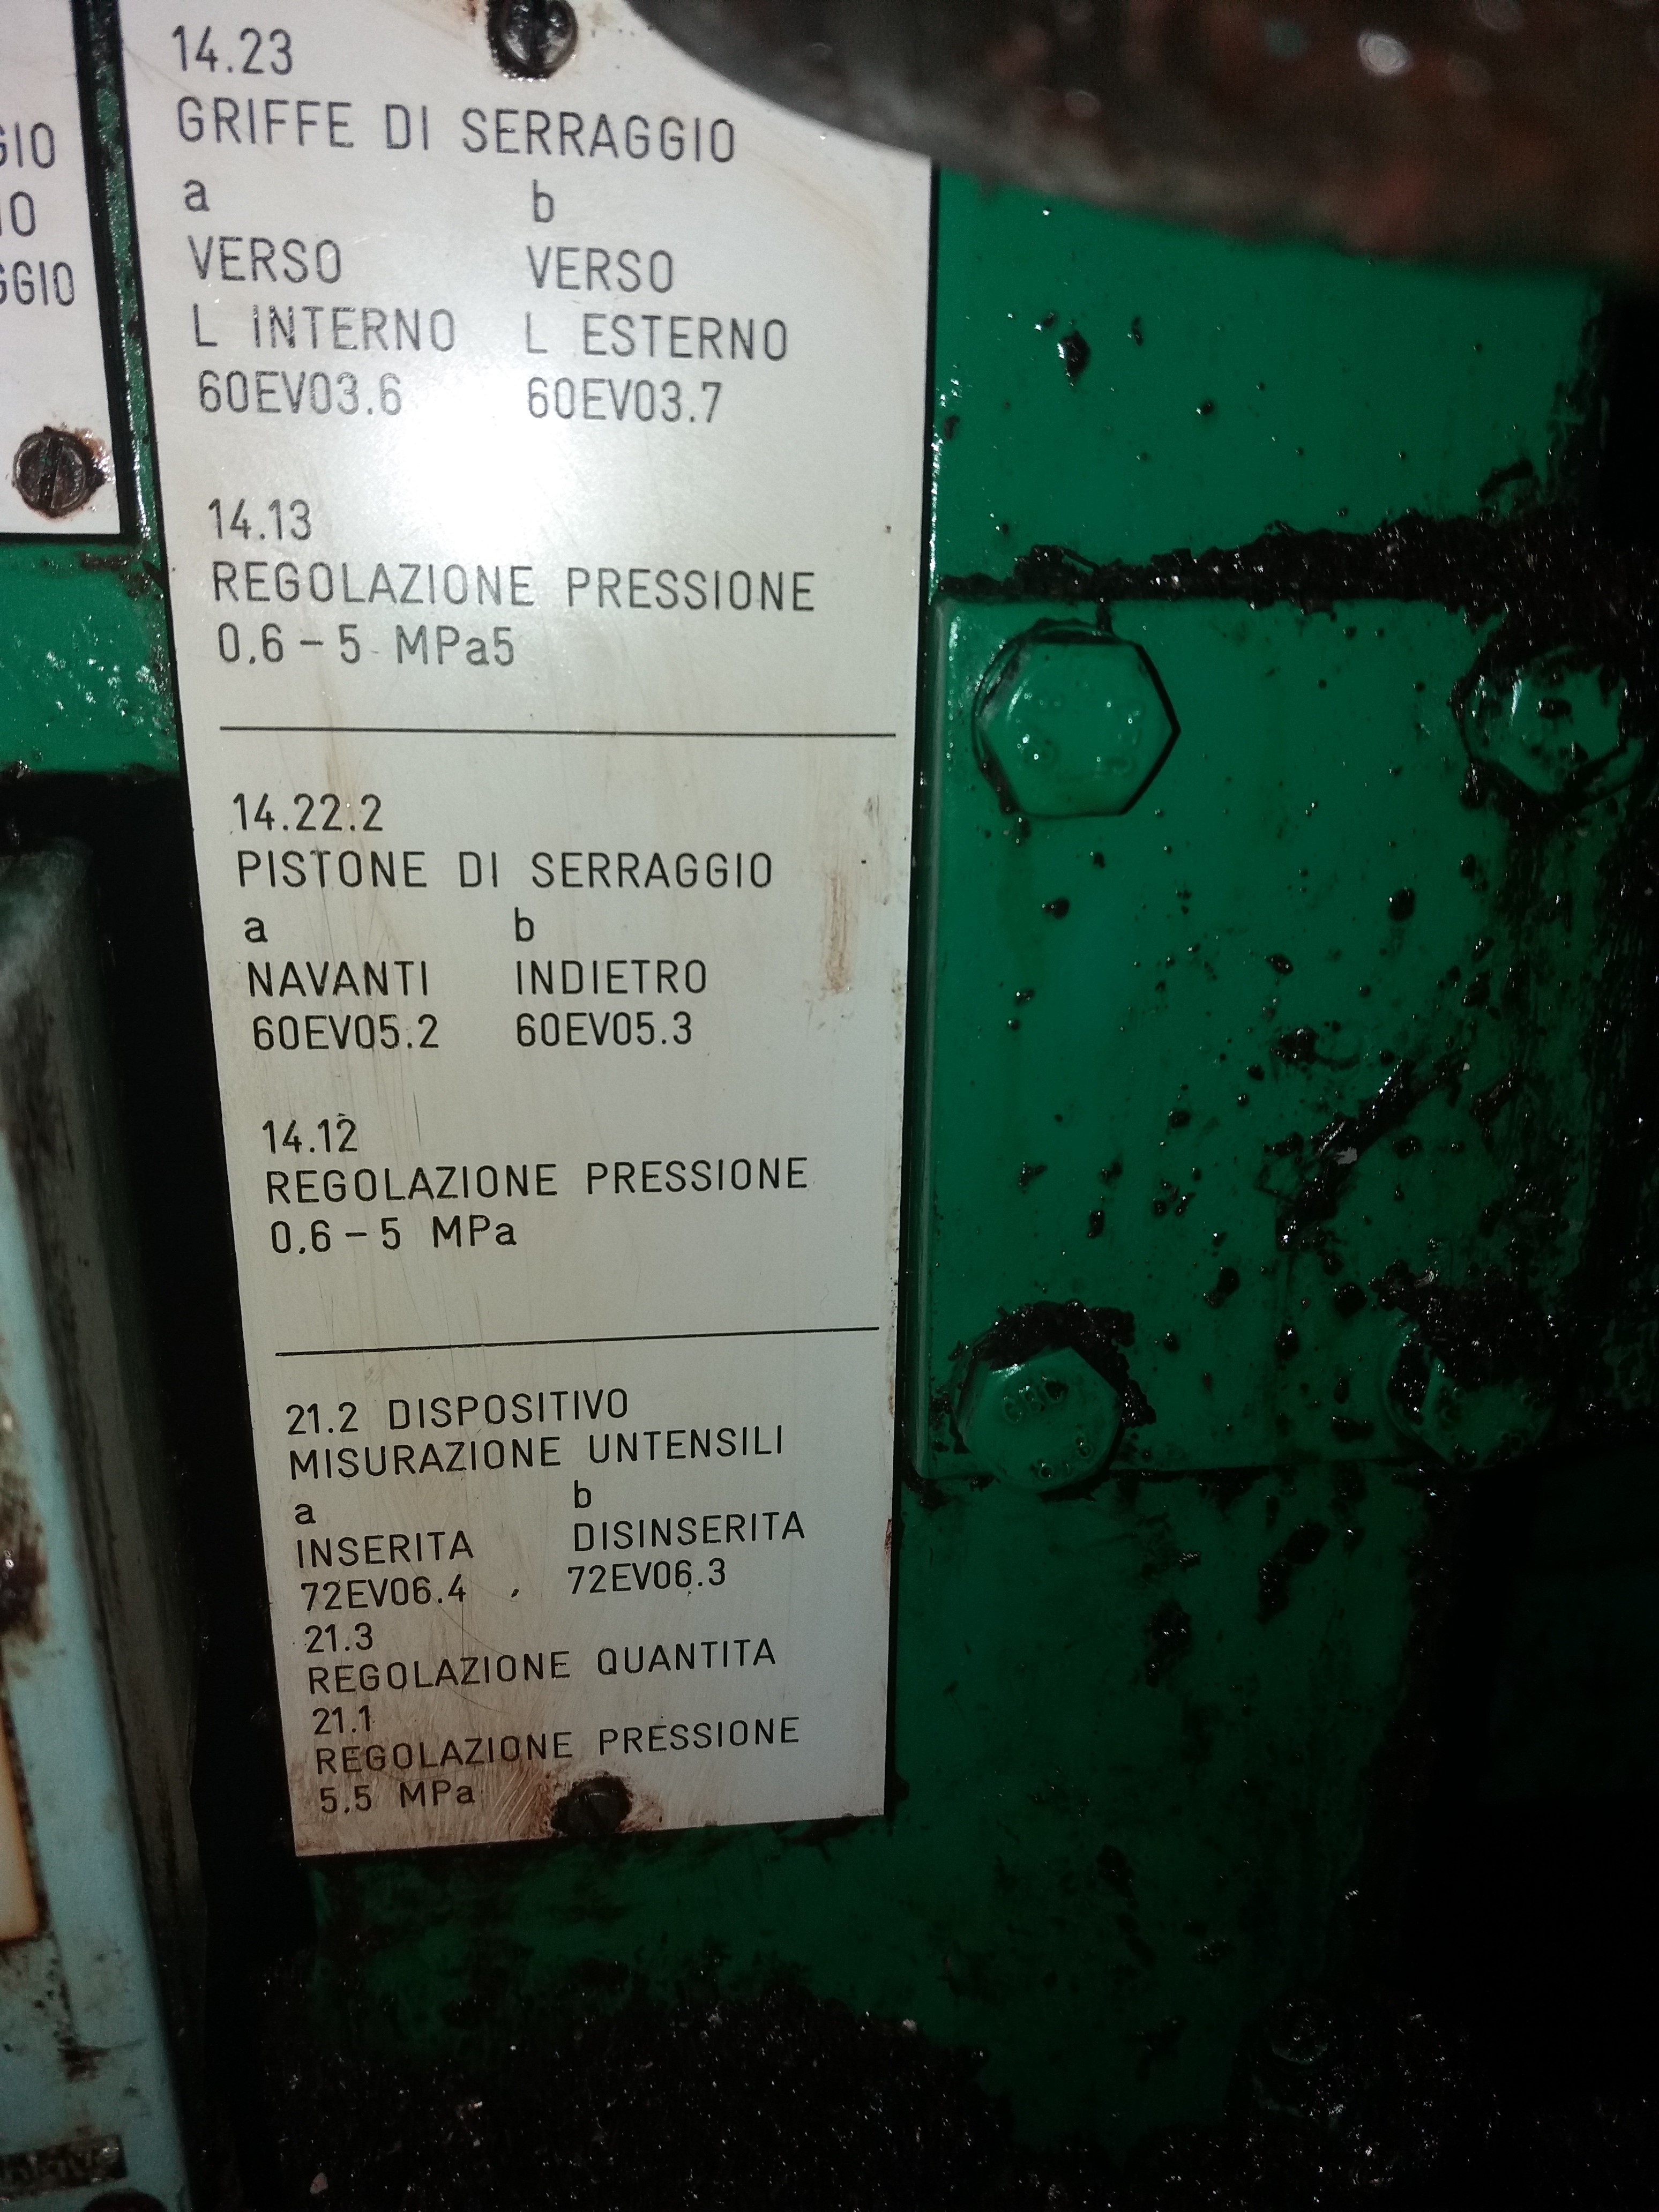 GIO
IO
GGIO
14.23
GRIFFE DI SERRAGGIO
a b
VERSO VERSO
L INTERNO L ESTERNO
60EV03.6 60EV03.7
14.13
REGOLAZIONE PRESSIONE
0.6 - 5 MPa5
14.22.2
PISTONE DI SERRAGGIO
a b
NAVANTI INDIETRO
60EV05.2 60EV05.3
14.12
REGOLAZIONE PRESSIONE
0.6 - 5 MPa
21.2 DISPOSITIVO
MISURAZIONE UNTENSILI
a b
INSERITA DISINSERITA
72EV06.4 72EV06.3
21.3
REGOLAZIONE QUANTITA
21.1
REGOLAZIONE PRESSIONE
5.5 MPa